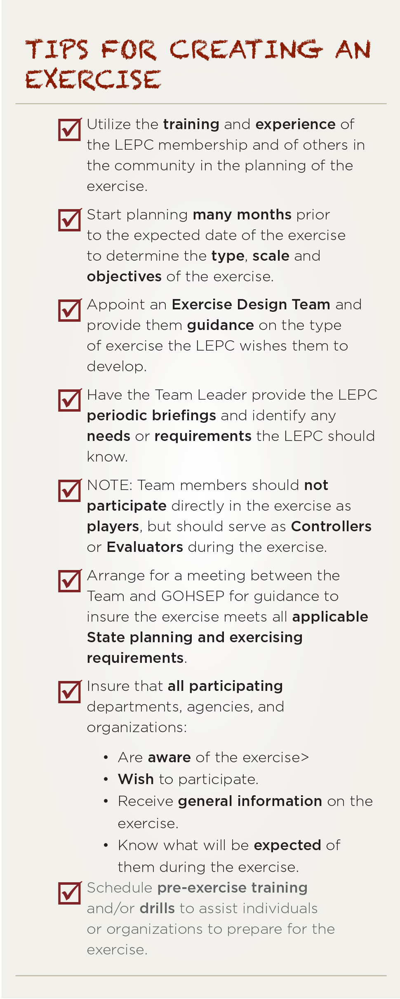 TIPS FOR CREATING AN
EXERCISE
Utilize the training and experience of
the LEPC membership and of others in
the community in the planning of the
exercise.
Start planning many months prior
to the expected date of the exercise
to determine the type, scale and
objectives of the exercise.
Appoint an Exercise Design Team and
provide them guidance on the type
of exercise the LEPC wishes them to
develop.
Have the Team Leader provide the LEPC
periodic briefings and identify any
needs or requirements the LEPC should
know.
NOTE: Team members should not
participate directly in the exercise as
players, but should serve as Controllers
or Evaluators during the exercise.
Arrange for a meeting between the
Team and GOHSEP for guidance to
insure the exercise meets all applicable
State planning and exercising
requirements.
Insure that all participating
departments, agencies, and
organizations:
• Are aware of the exercise>
• Wish to participate.
• Receive general information on the
exercise.
• Know what will be expected of
them during the exercise.
Schedule pre-exercise training
and/or drills to assist individuals
or organizations to prepare for the
exercise.